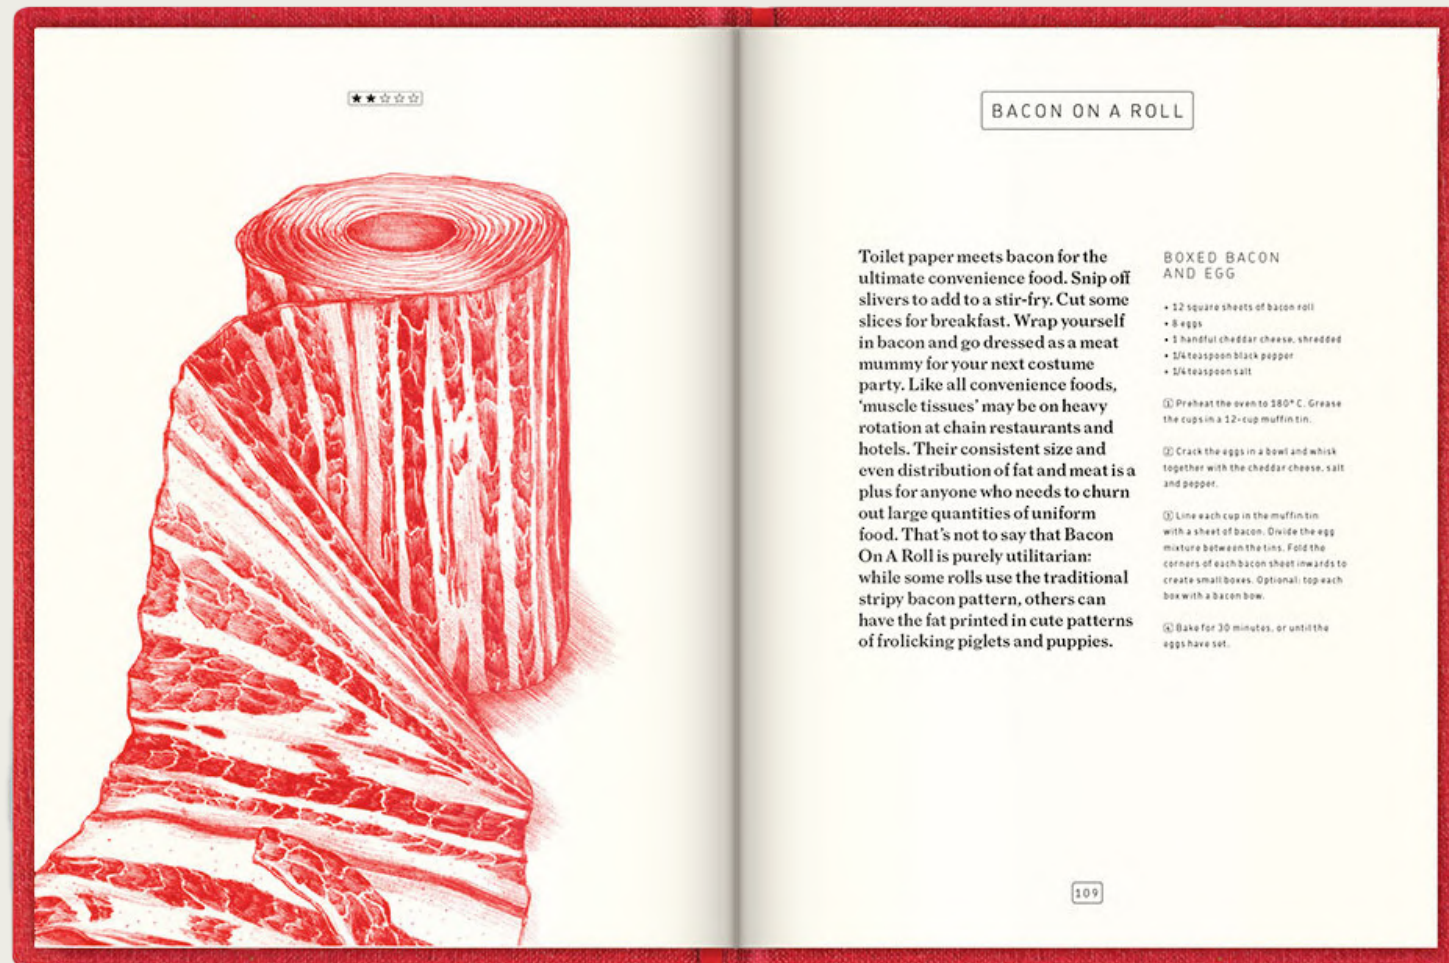 ★★☆☆☆
BACON ON A ROLL
Toilet paper meets bacon for the
ultimate convenience food. Snip off
slivers to add to a stir-fry. Cut some
slices for breakfast. Wrap yourself
in bacon and go dressed as a meat
mummy for your next costume
party. Like all convenience foods,
‘muscle tissues’ may be on heavy
rotation at chain restaurants and
hotels. Their consistent size and
even distribution of fat and meat is a
plus for anyone who needs to churn
out large quantities of uniform
food. That’s not to say that Bacon
On A Roll is purely utilitarian:
while some rolls use the traditional
stripy bacon pattern, others can
have the fat printed in cute patterns
of frolicking piglets and puppies.
BOXED BACON
AND EGG
• 12 square sheets of bacon roll
• 8 eggs
• 1 handful cheddar cheese, shredded
• 1/4 teaspoon black pepper
• 1/4 teaspoon salt
① Preheat the oven to 180° C. Grease
the cups in a 12-cup muffin tin.
② Crack the eggs in a bowl and whisk
together with the cheddar cheese, salt
and pepper.
③ Line each cup in the muffin tin
with a sheet of bacon. Divide the egg
mixture between the tins. Fold the
corners of each bacon sheet inwards to
create small boxes. Optional: top each
box with a bacon bow.
④ Bake for 30 minutes, or until the
eggs have set.
109